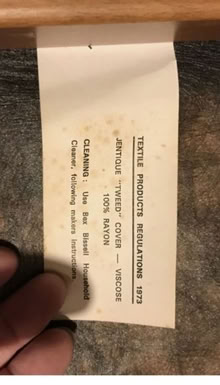 TEXTILE PRODUCTS REGULATIONS 1973
JENTIQUE "TWEED" COVER — VISCOSE
100% RAYON
CLEANING: Use Bex Bissell Household
Cleaner, following makers instructions